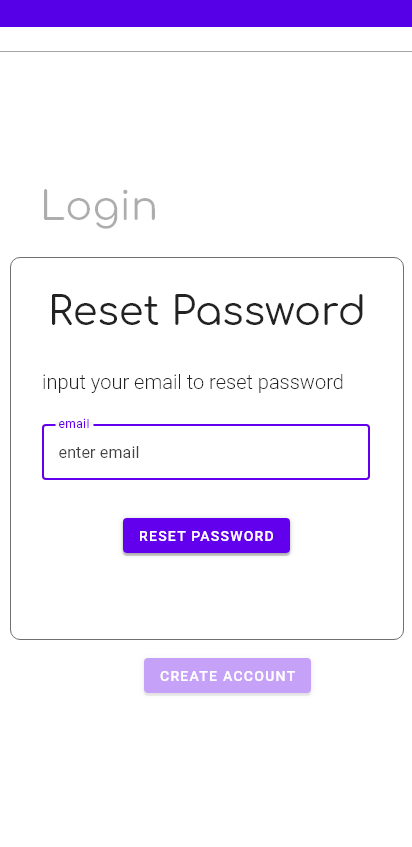 Login
Reset Password
input your email to reset password
email
enter email
RESET PASSWORD
CREATE ACCOUNT